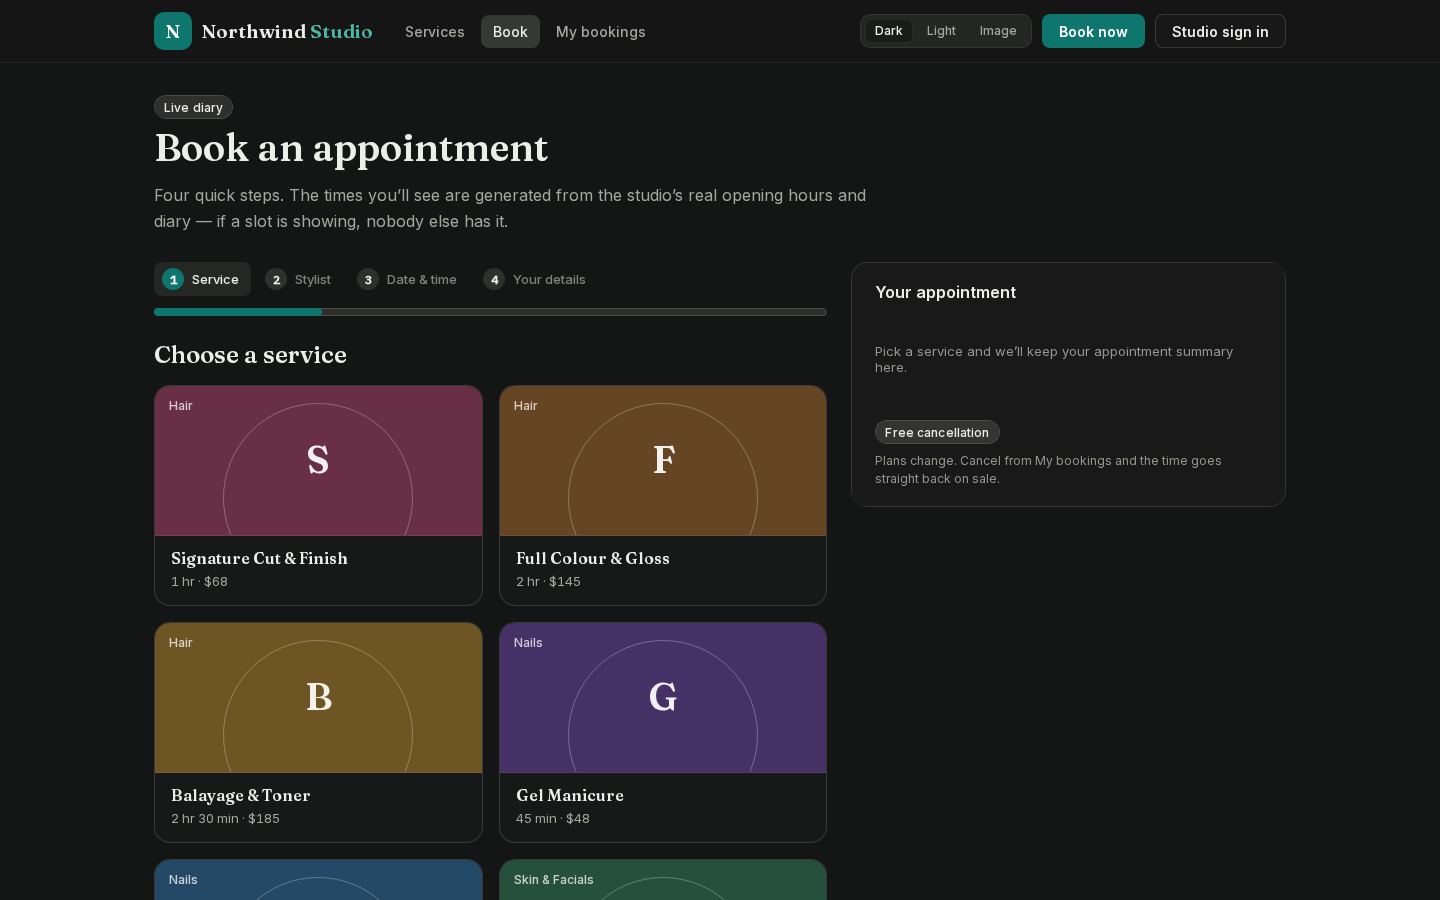 N
Northwind Studio
Services
Book
My bookings
Dark
Light
Image
Book now
Studio sign in
Live diary
Book an appointment
Four quick steps. The times you’ll see are generated from the studio’s real opening hours and
diary — if a slot is showing, nobody else has it.
1 Service
2 Stylist
3 Date & time
4 Your details
Choose a service
Hair
S
Signature Cut & Finish
1 hr · $68
Hair
F
Full Colour & Gloss
2 hr · $145
Hair
B
Balayage & Toner
2 hr 30 min · $185
Nails
G
Gel Manicure
45 min · $48
Nails
Skin & Facials
Your appointment
Pick a service and we’ll keep your appointment summary
here.
Free cancellation
Plans change. Cancel from My bookings and the time goes
straight back on sale.